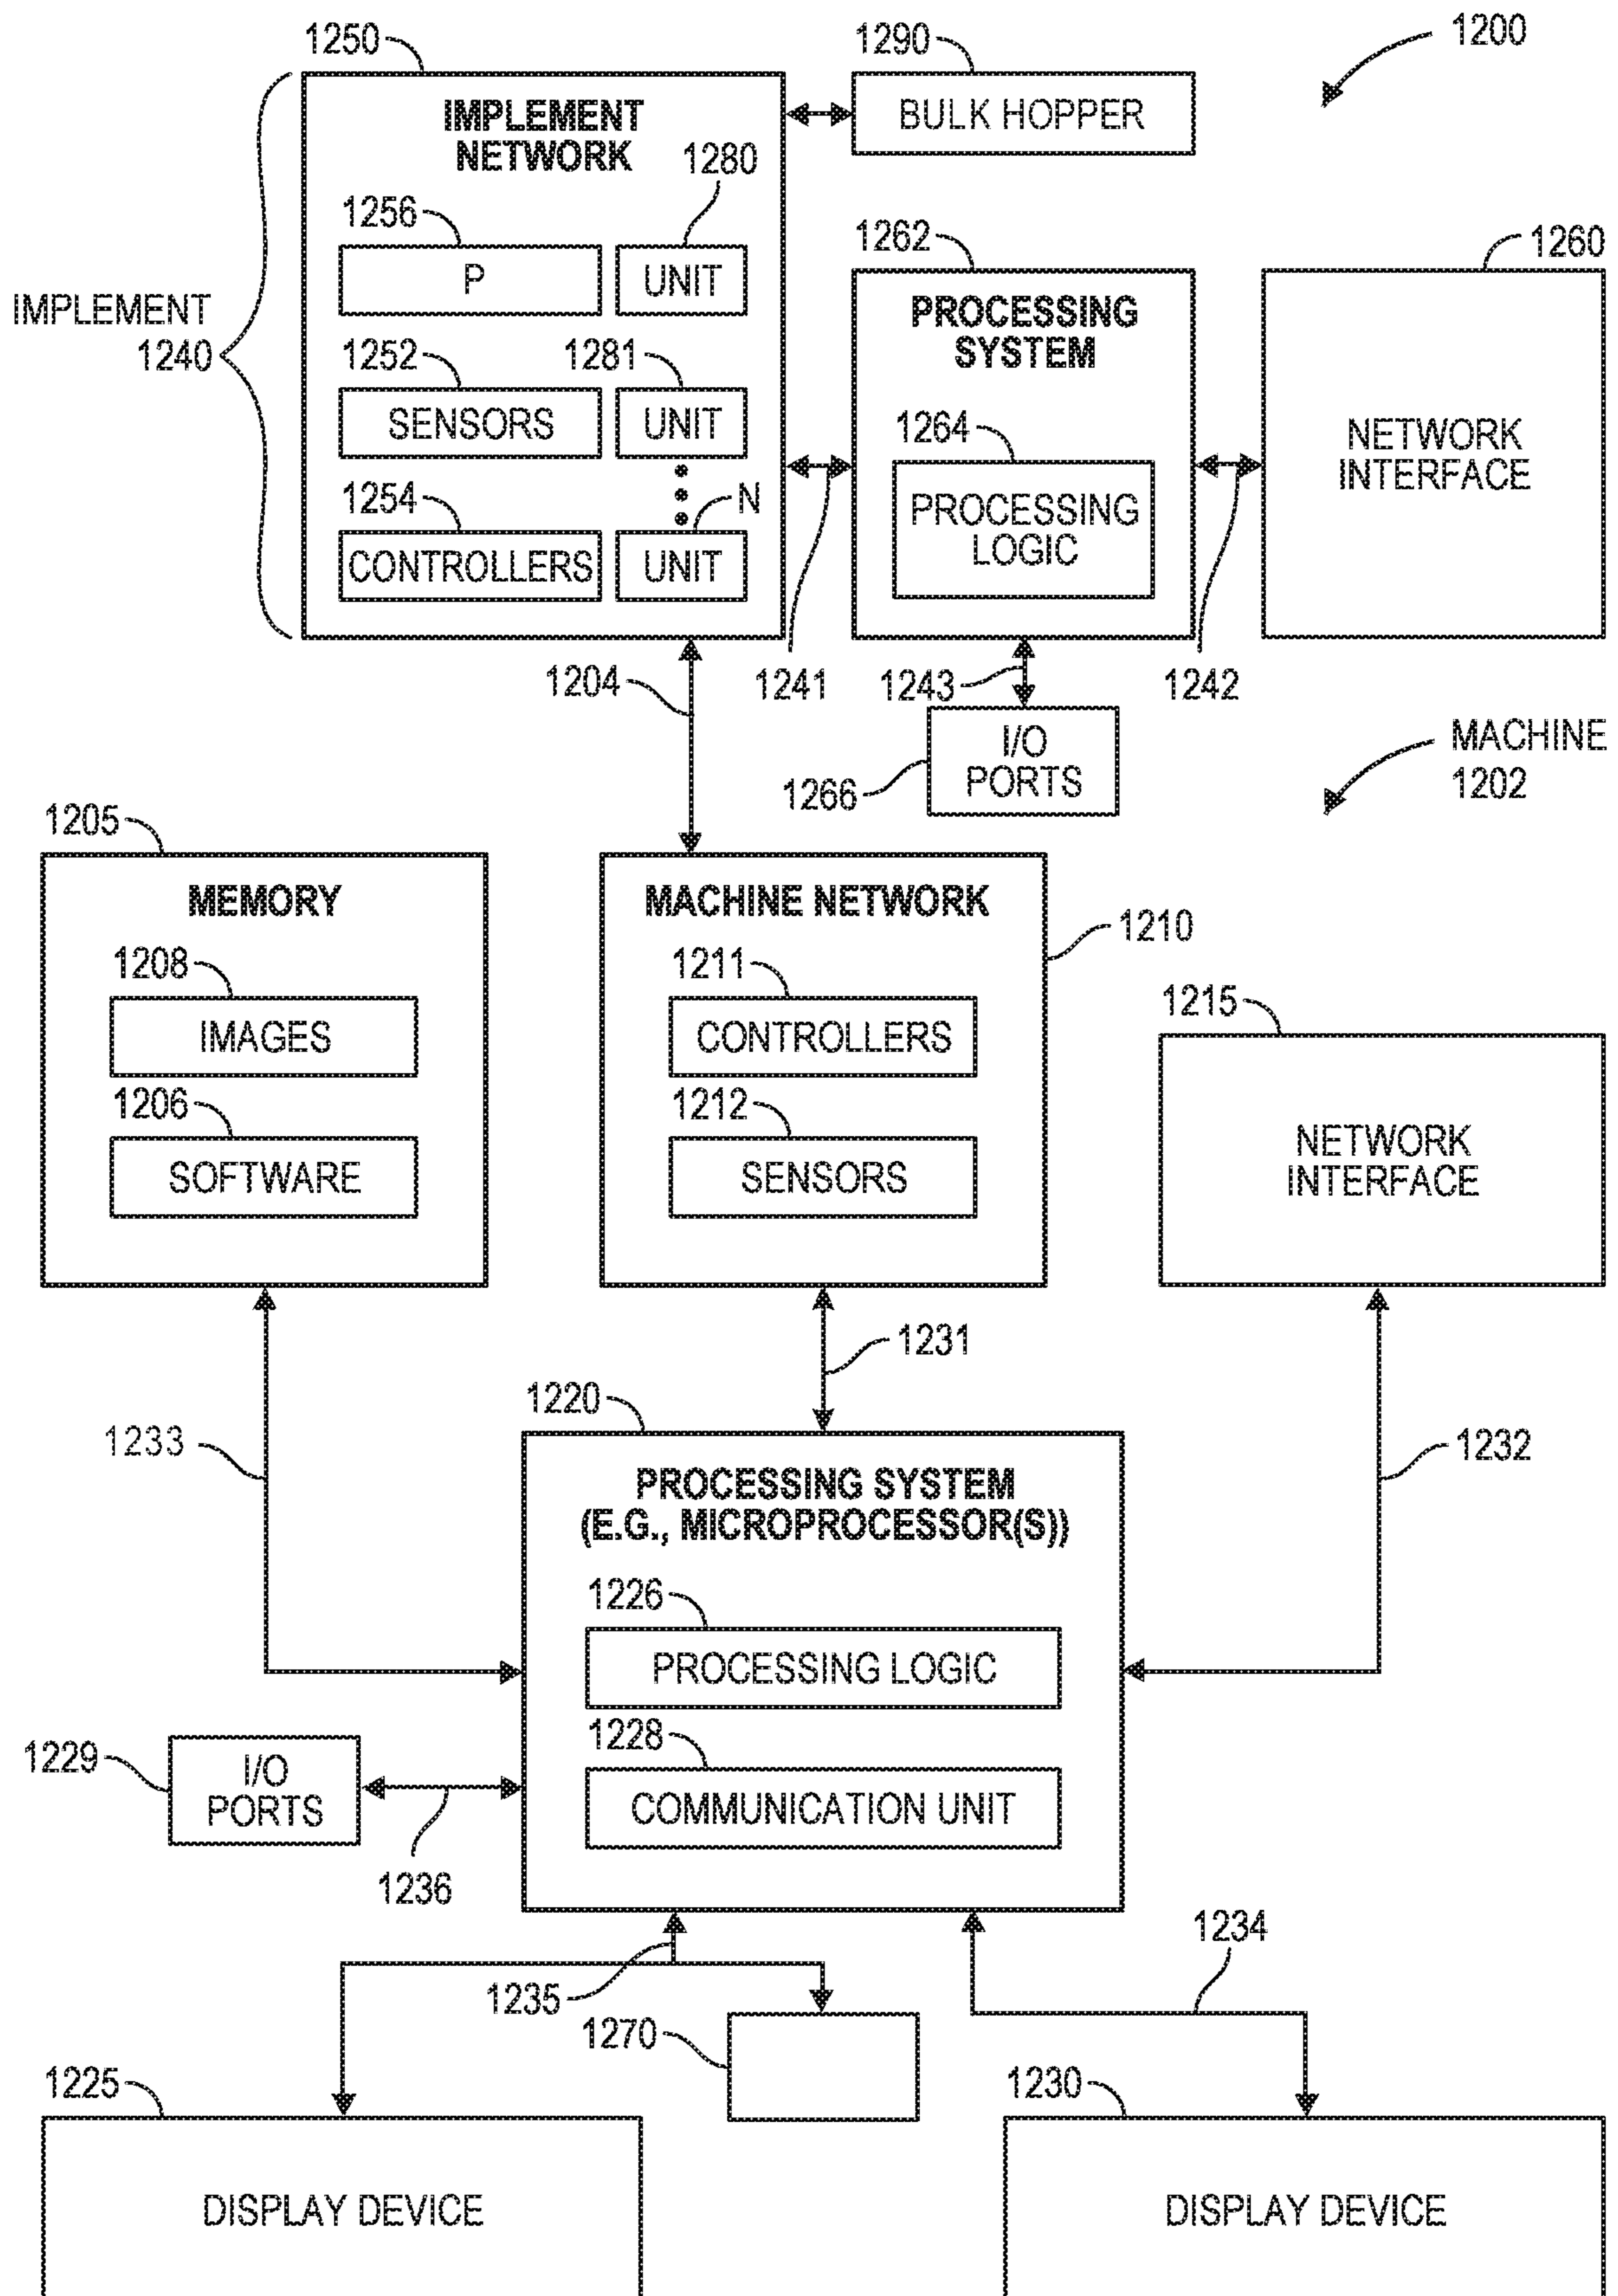 1250
1290
1200
IMPLEMENT
NETWORK
BULK HOPPER
1280
1256
1262
1260
P
UNIT
IMPLEMENT
1240
PROCESSING
SYSTEM
1252
1281
SENSORS
UNIT
1264
NETWORK
INTERFACE
1254
N
PROCESSING
LOGIC
CONTROLLERS
UNIT
1204
1241
1243
1242
I/O
PORTS
1266
MACHINE
1202
1205
MEMORY
MACHINE NETWORK
1210
1208
1211
1215
IMAGES
CONTROLLERS
1206
1212
NETWORK
INTERFACE
SOFTWARE
SENSORS
1231
1220
1233
1232
PROCESSING SYSTEM
(E.G., MICROPROCESSOR(S))
1226
PROCESSING LOGIC
1228
1229
I/O
PORTS
COMMUNICATION UNIT
1236
1234
1235
1270
1225
1230
DISPLAY DEVICE
DISPLAY DEVICE